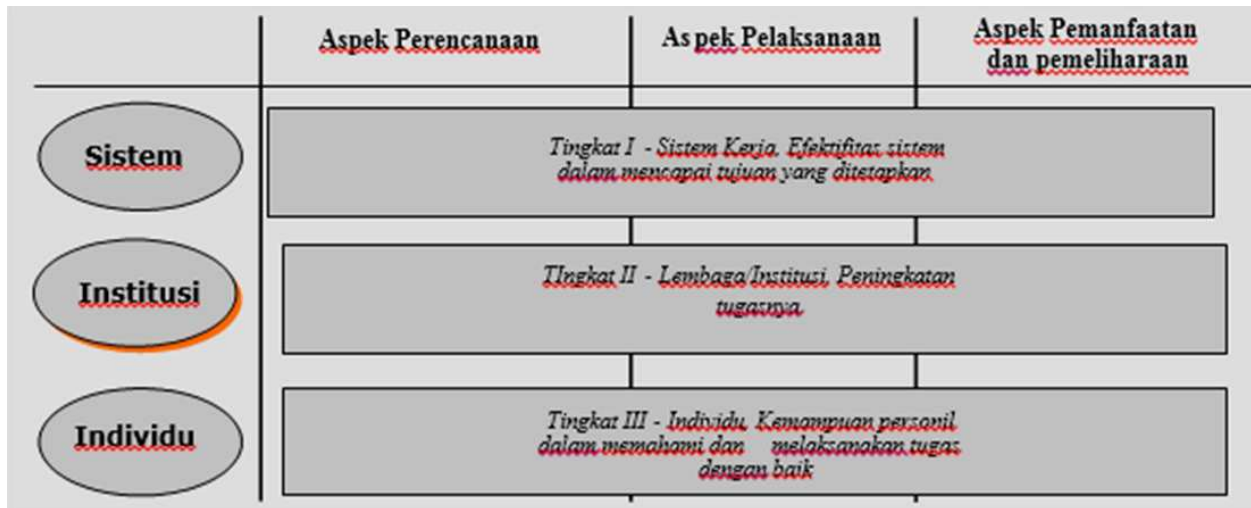 Aspek Perencanaan
As pek Pelaksanaan
Aspek Pemanfaatan
dan pemeliharaan
Sistem
Tingkat I - Sistem Kerja, Efektifitas sistem
dalam mencapai tujuan yang ditetapkan
Institusi
TIngkat II - Lembaga/Institusi, Peningkatan
tugasnya
Individu
Tingkat III - Individu, Kemampuan personil
dalam memahami dan melaksanakan tugas
dengan baik